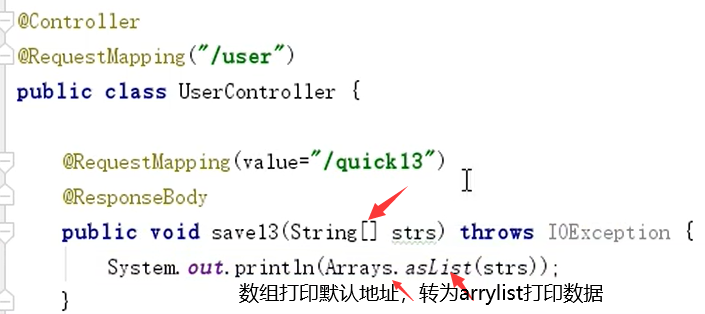 @Controller
@RequestMapping("/user")
public class UserController {
@RequestMapping(value="/quick13")
@ResponseBody
public void save13(String[] strs) throws IOException {
System.out.println(Arrays.asList(strs));
数组打印默认地址，转为arrylist打印数据
}